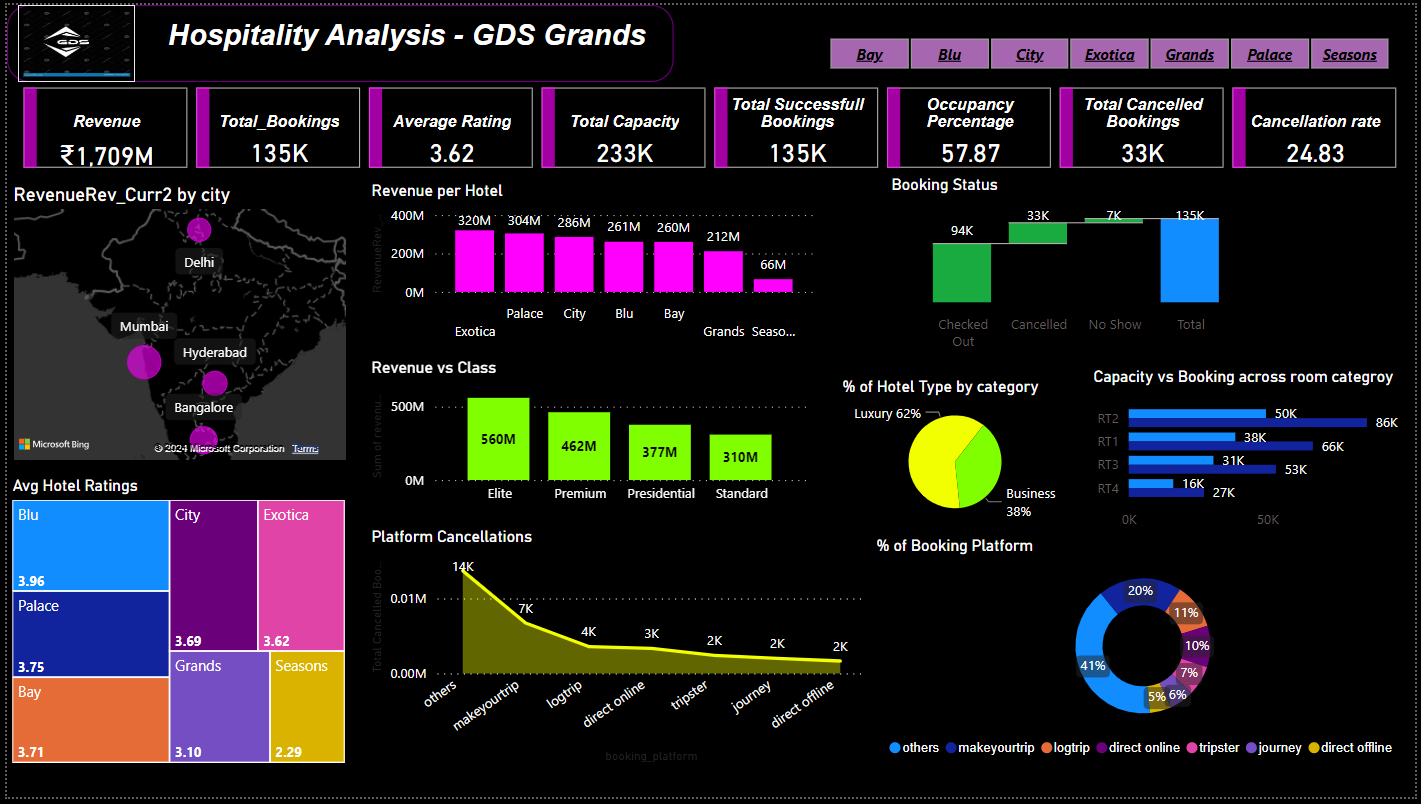 GDS
Hospitality Analysis - GDS Grands
Bay
Blu
City
Exotica
Grands
Palace
Seasons
Revenue
₹1,709M
Total_Bookings
135K
Average Rating
3.62
Total Capacity
233K
Total Successfull
Bookings
135K
Occupancy
Percentage
57.87
Total Cancelled
Bookings
33K
Cancellation rate
24.83
RevenueRev_Curr2 by city
Delhi
Mumbai
Hyderabad
Bangalore
Microsoft Bing
© 2024 Microsoft Corporation
Terms
Revenue per Hotel
RevenueRev_...
400M
200M
0M
320M
304M
286M
261M
260M
212M
66M
Exotica
Palace
City
Blu
Bay
Grands
Seaso...
Booking Status
94K
33K
7K
135K
Checked
Out
Cancelled
No Show
Total
Revenue vs Class
Sum of revenu...
500M
0M
560M
462M
377M
310M
Elite
Premium
Presidential
Standard
% of Hotel Type by category
Luxury 62%
Business
38%
Capacity vs Booking across room categroy
RT2
50K
86K
RT1
38K
66K
RT3
31K
53K
RT4
16K
27K
0K
50K
Avg Hotel Ratings
Blu
3.96
Palace
3.75
Bay
3.71
City
3.69
Exotica
3.62
Grands
3.10
Seasons
2.29
Platform Cancellations
Total Cancelled Boo...
0.01M
0.00M
14K
7K
4K
3K
2K
2K
2K
others
makeyourtrip
logtrip
direct online
tripster
journey
direct offline
booking_platform
% of Booking Platform
20%
11%
10%
7%
6%
5%
41%
others
makeyourtrip
logtrip
direct online
tripster
journey
direct offline